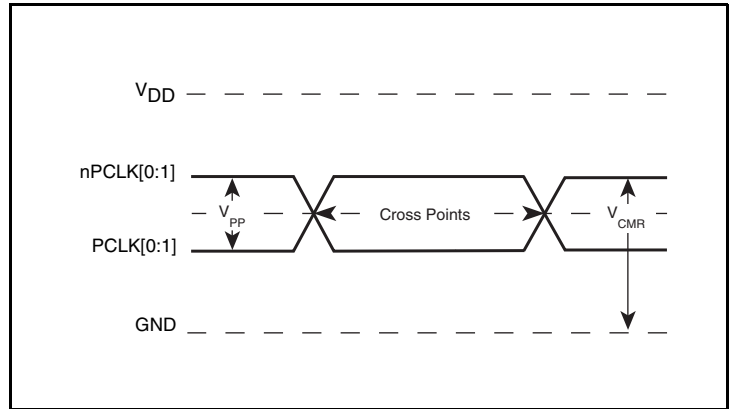 VDD
nPCLK[0:1]
VPP
Cross Points
VCMR
PCLK[0:1]
GND